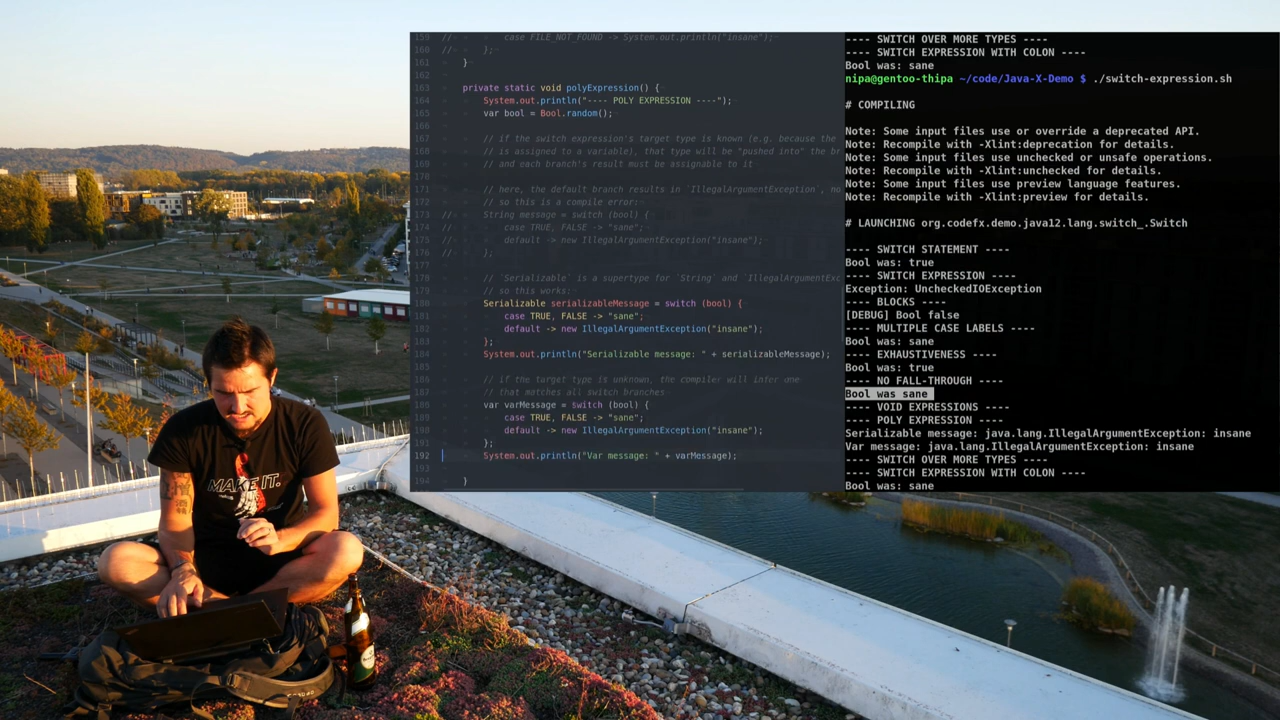 159 // case FILE_NOT_FOUND -> System.out.println("insane");
160 // };
161 }
162
163 private static void polyExpression() {
164 System.out.println("---- POLY EXPRESSION ----");
165 var bool = Bool.random();
166
167 // if the switch expression's target type is known (e.g. because the
168 // is assigned to a variable), that type will be "pushed into" the br
169 // and each branch's result must be assignable to it
170
171 // here, the default branch results in `IllegalArgumentException`, no
172 // so this is a compile error:
173 // String message = switch (bool) {
174 // case TRUE, FALSE -> "sane";
175 // default -> new IllegalArgumentException("insane");
176 // };
177
178 // `Serializable` is a supertype for `String` and `IllegalArgumentExc
179 // so this works:
180 Serializable serializableMessage = switch (bool) {
181 case TRUE, FALSE -> "sane";
182 default -> new IllegalArgumentException("insane");
183 };
184 System.out.println("Serializable message: " + serializableMessage);
185
186 // if the target type is unknown, the compiler will infer one
187 // that matches all switch branches
188 var varMessage = switch (bool) {
189 case TRUE, FALSE -> "sane";
190 default -> new IllegalArgumentException("insane");
191 };
192 System.out.println("Var message: " + varMessage);
193
194 }
---- SWITCH OVER MORE TYPES ----
---- SWITCH EXPRESSION WITH COLON ----
Bool was: sane
nipa@gentoo-thipa ~/code/Java-X-Demo $ ./switch-expression.sh
# COMPILING
Note: Some input files use or override a deprecated API.
Note: Recompile with -Xlint:deprecation for details.
Note: Some input files use unchecked or unsafe operations.
Note: Recompile with -Xlint:unchecked for details.
Note: Some input files use preview language features.
Note: Recompile with -Xlint:preview for details.
# LAUNCHING org.codefx.demo.java12.lang.switch_.Switch
---- SWITCH STATEMENT ----
Bool was: true
---- SWITCH EXPRESSION ----
Exception: UncheckedIOException
---- BLOCKS ----
[DEBUG] Bool false
---- MULTIPLE CASE LABELS ----
Bool was: sane
---- EXHAUSTIVENESS ----
Bool was: true
---- NO FALL-THROUGH ----
Bool was sane
---- VOID EXPRESSIONS ----
---- POLY EXPRESSION ----
Serializable message: java.lang.IllegalArgumentException: insane
Var message: java.lang.IllegalArgumentException: insane
---- SWITCH OVER MORE TYPES ----
---- SWITCH EXPRESSION WITH COLON ----
Bool was: sane
MAKE IT.